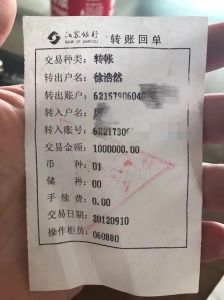 江苏银行 转账回单
BANK OF JIANGSU
交易种类: 转帐
转出户名: 徐浩然
转出账户: 6215790604
转入户名:
转入账号: 62217306
交易金额: 1000000.00
币 种: 01
储 种: 00
手 续 费: 0.00
交易日期: 20120910
操作柜员: 060880